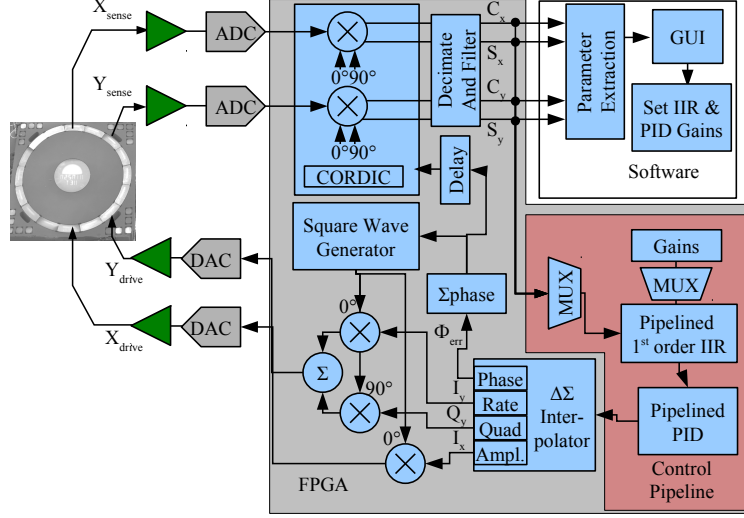 X_sense
ADC
Y_sense
ADC
0°90°
0°90°
CORDIC
Decimate
And Filter
C_x
S_x
C_y
S_y
Parameter
Extraction
GUI
Set IIR &
PID Gains
Software
Delay
Square Wave
Generator
Y_drive
DAC
X_drive
DAC
Σphase
Φ_err
0°
Σ
90°
0°
I_y
Q_y
I_x
Phase
Rate
Quad
Ampl.
ΔΣ
Inter-
polator
FPGA
MUX
Gains
MUX
Pipelined
1st order IIR
Pipelined
PID
Control
Pipeline